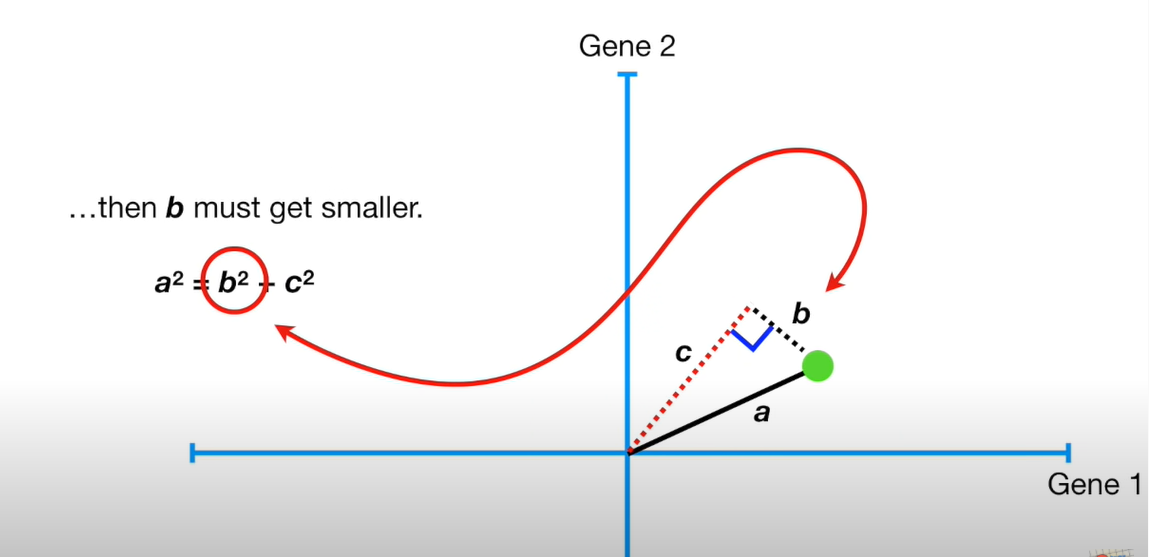 Gene 2
…then b must get smaller.
a² = b² + c²
b
c
a
Gene 1